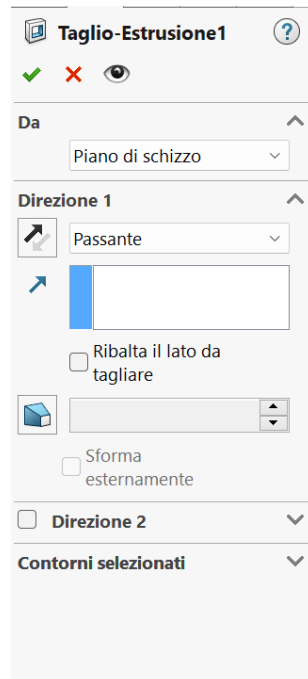 Taglio-Estrusione1 ?
Da
Piano di schizzo
Direzione 1
Passante
Ribalta il lato da
tagliare
Sforma
esternamente
Direzione 2
Contorni selezionati